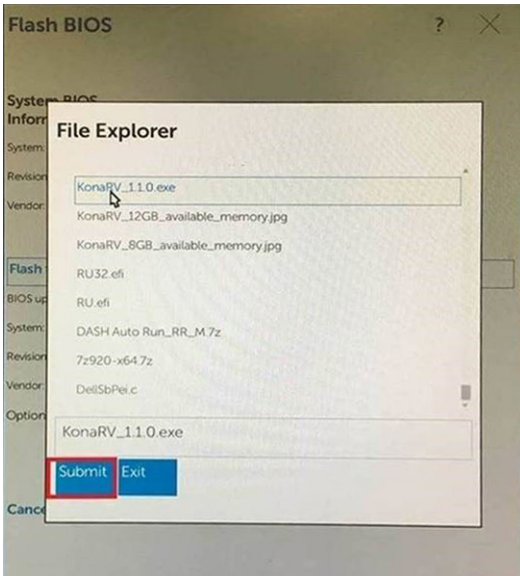 Flash BIOS
?
System BIOS
Infor
System:
Revision
Vendor:
Flash
BIOS up
System:
Revision
Vendor:
Option
Cance
File Explorer
KonaRV_1.1.0.exe
KonaRV_12GB_available_memory.jpg
KonaRV_8GB_available_memory.jpg
RU32.efi
RU.efi
DASH Auto Run_RR_M.7z
7z920-x64.7z
DellSbPei.c
KonaRV_1.1.0.exe
Submit Exit